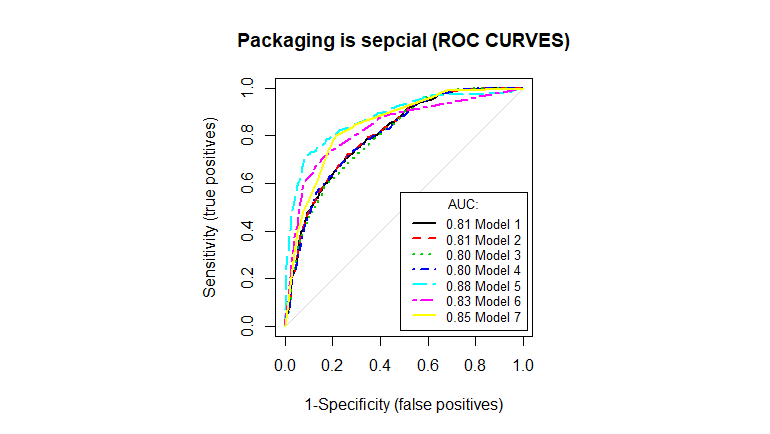 Packaging is sepcial (ROC CURVES)
Sensitivity (true positives)
1.0
0.8
0.6
0.4
0.2
0.0
AUC:
0.81 Model 1
0.81 Model 2
0.80 Model 3
0.80 Model 4
0.88 Model 5
0.83 Model 6
0.85 Model 7
0.0 0.2 0.4 0.6 0.8 1.0
1-Specificity (false positives)